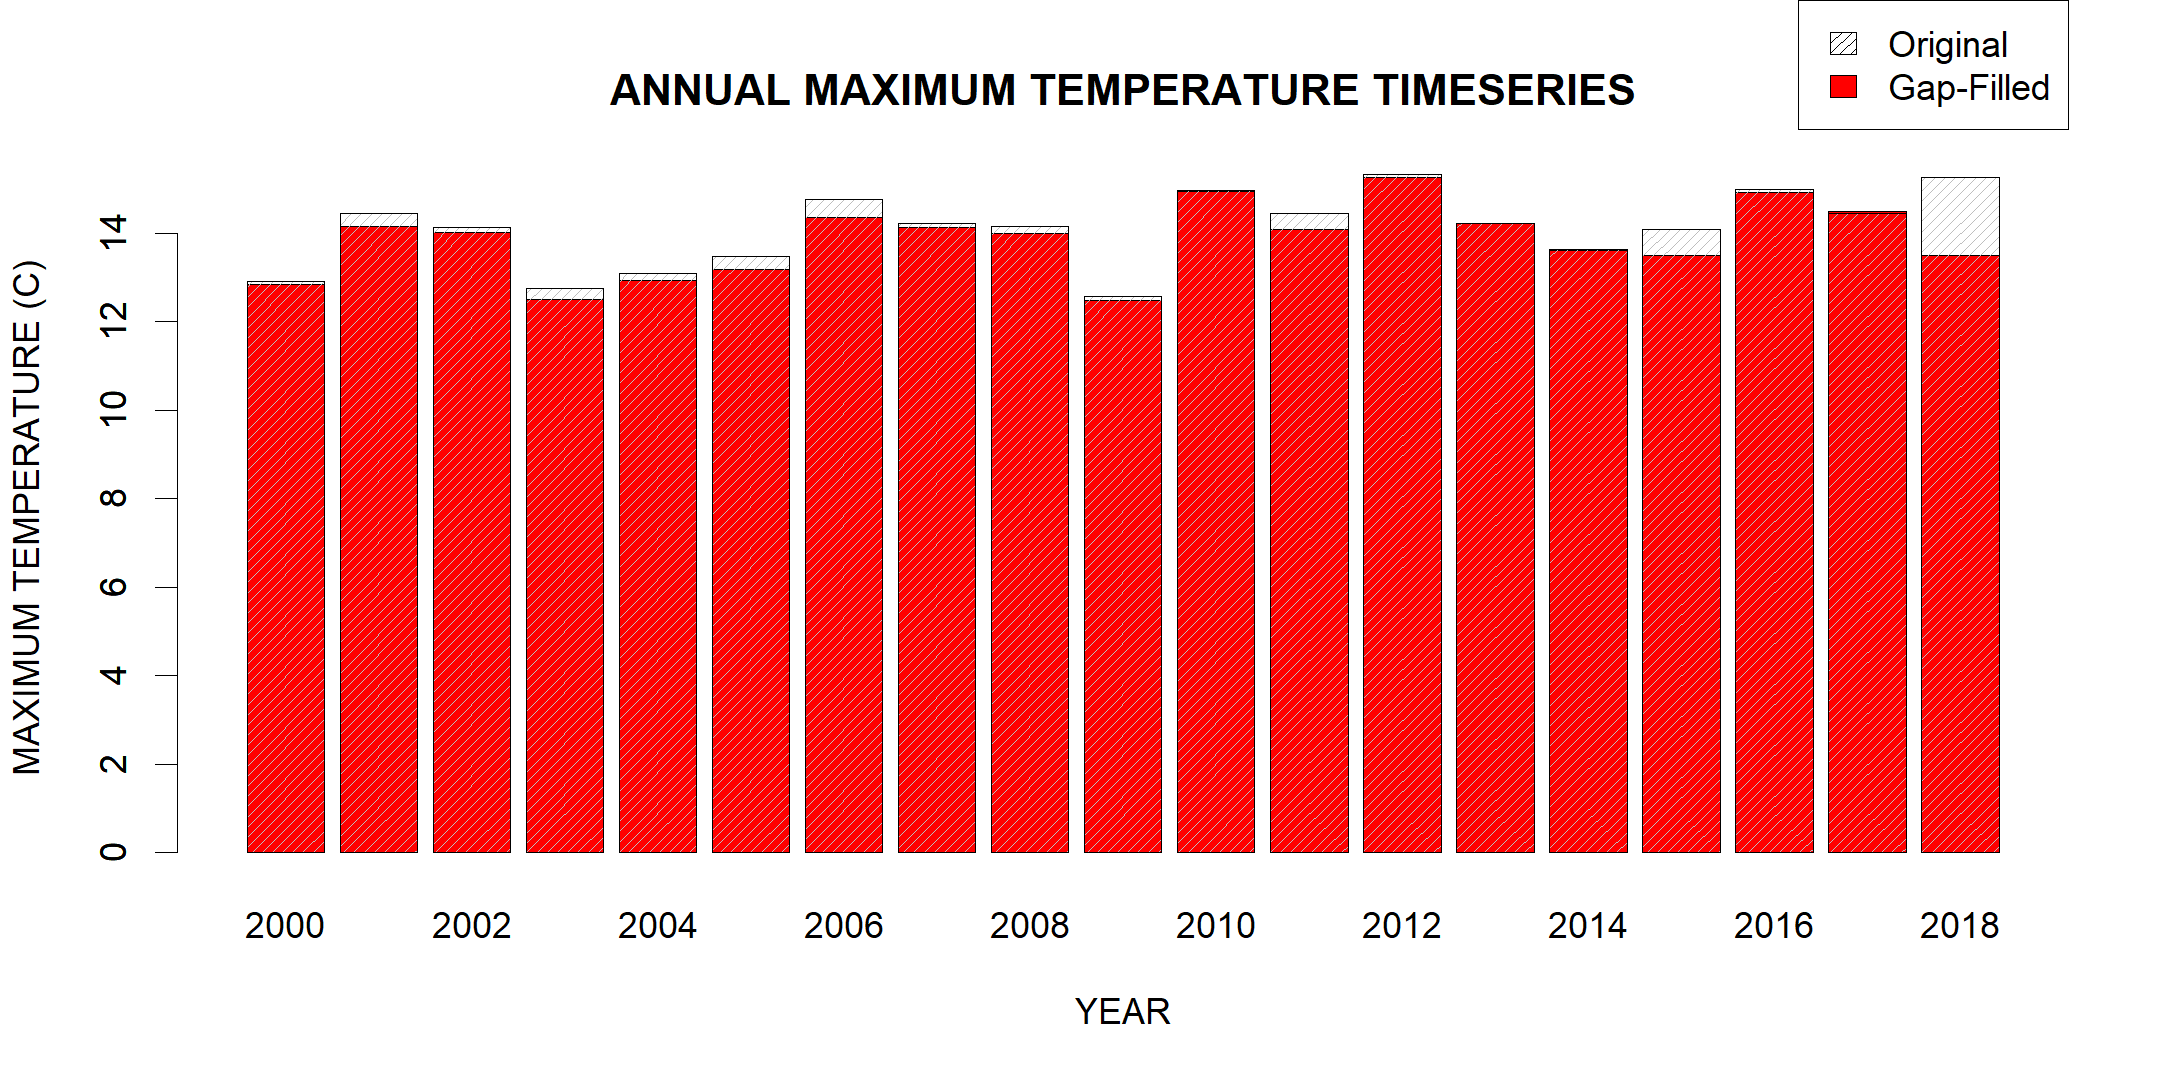 Original
Gap-Filled
ANNUAL MAXIMUM TEMPERATURE TIMESERIES
MAXIMUM TEMPERATURE (C)
14
12
10
8
6
4
2
0
2000 2002 2004 2006 2008 2010 2012 2014 2016 2018
YEAR